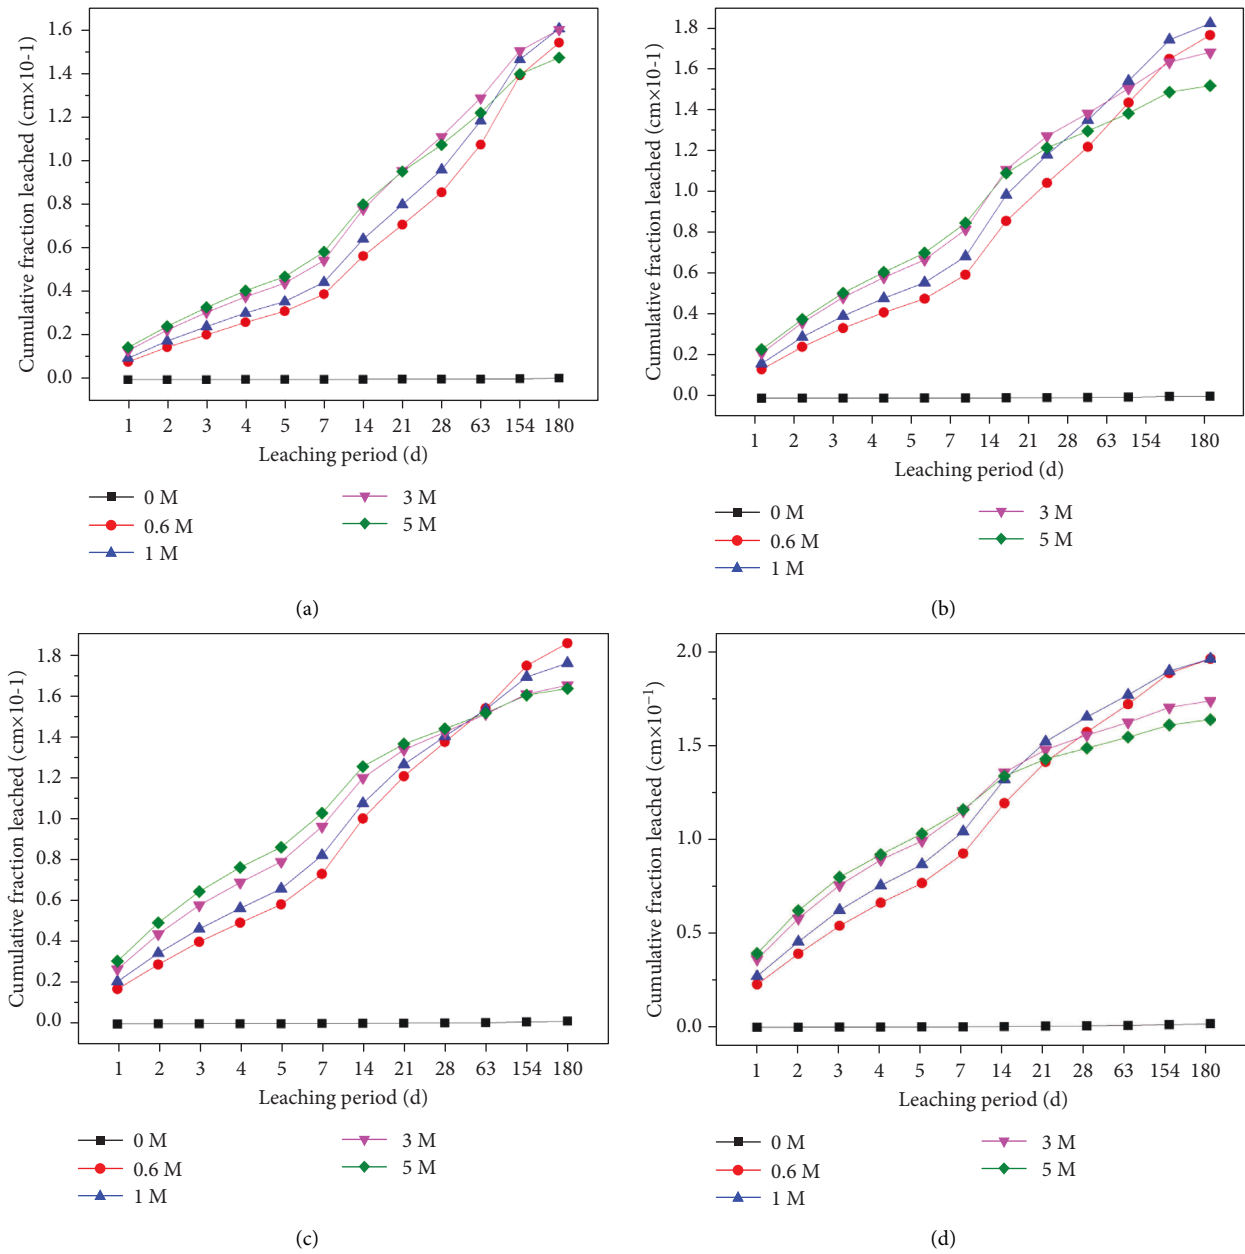 Cumulative fraction leached (cm×10-1)
1.6
1.4
1.2
1.0
0.8
0.6
0.4
0.2
0.0
1 2 3 4 5 7 14 21 28 63 154 180
Leaching period (d)
0 M
0.6 M
1 M
3 M
5 M
(a)
Cumulative fraction leached (cm×10-1)
1.8
1.6
1.4
1.2
1.0
0.8
0.6
0.4
0.2
0.0
1 2 3 4 5 7 14 21 28 63 154 180
Leaching period (d)
0 M
0.6 M
1 M
3 M
5 M
(b)
Cumulative fraction leached (cm×10-1)
1.8
1.6
1.4
1.2
1.0
0.8
0.6
0.4
0.2
0.0
1 2 3 4 5 7 14 21 28 63 154 180
Leaching period (d)
0 M
0.6 M
1 M
3 M
5 M
(c)
Cumulative fraction leached (cm×10⁻¹)
2.0
1.5
1.0
0.5
0.0
1 2 3 4 5 7 14 21 28 63 154 180
Leaching period (d)
0 M
0.6 M
1 M
3 M
5 M
(d)